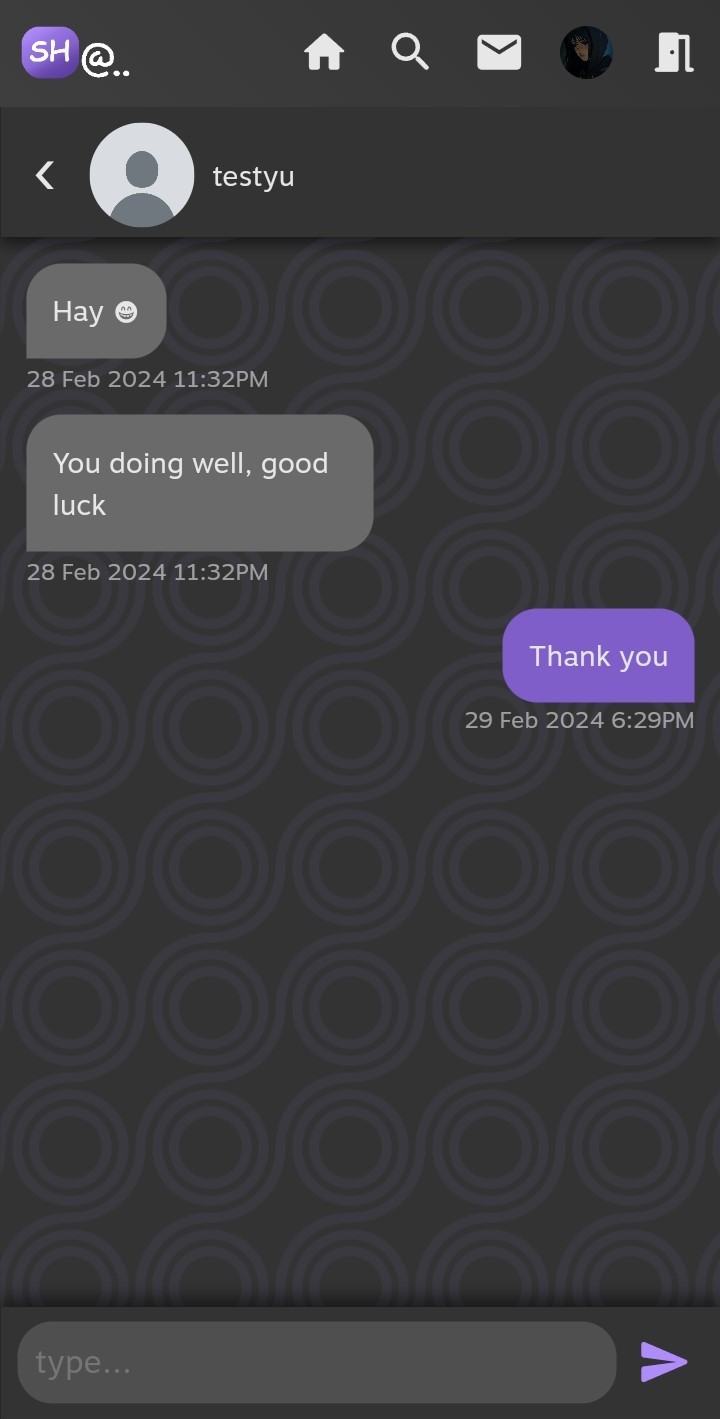 SH @..
testyu
Hay 😁
28 Feb 2024 11:32PM
You doing well, good
luck
28 Feb 2024 11:32PM
Thank you
29 Feb 2024 6:29PM
type...